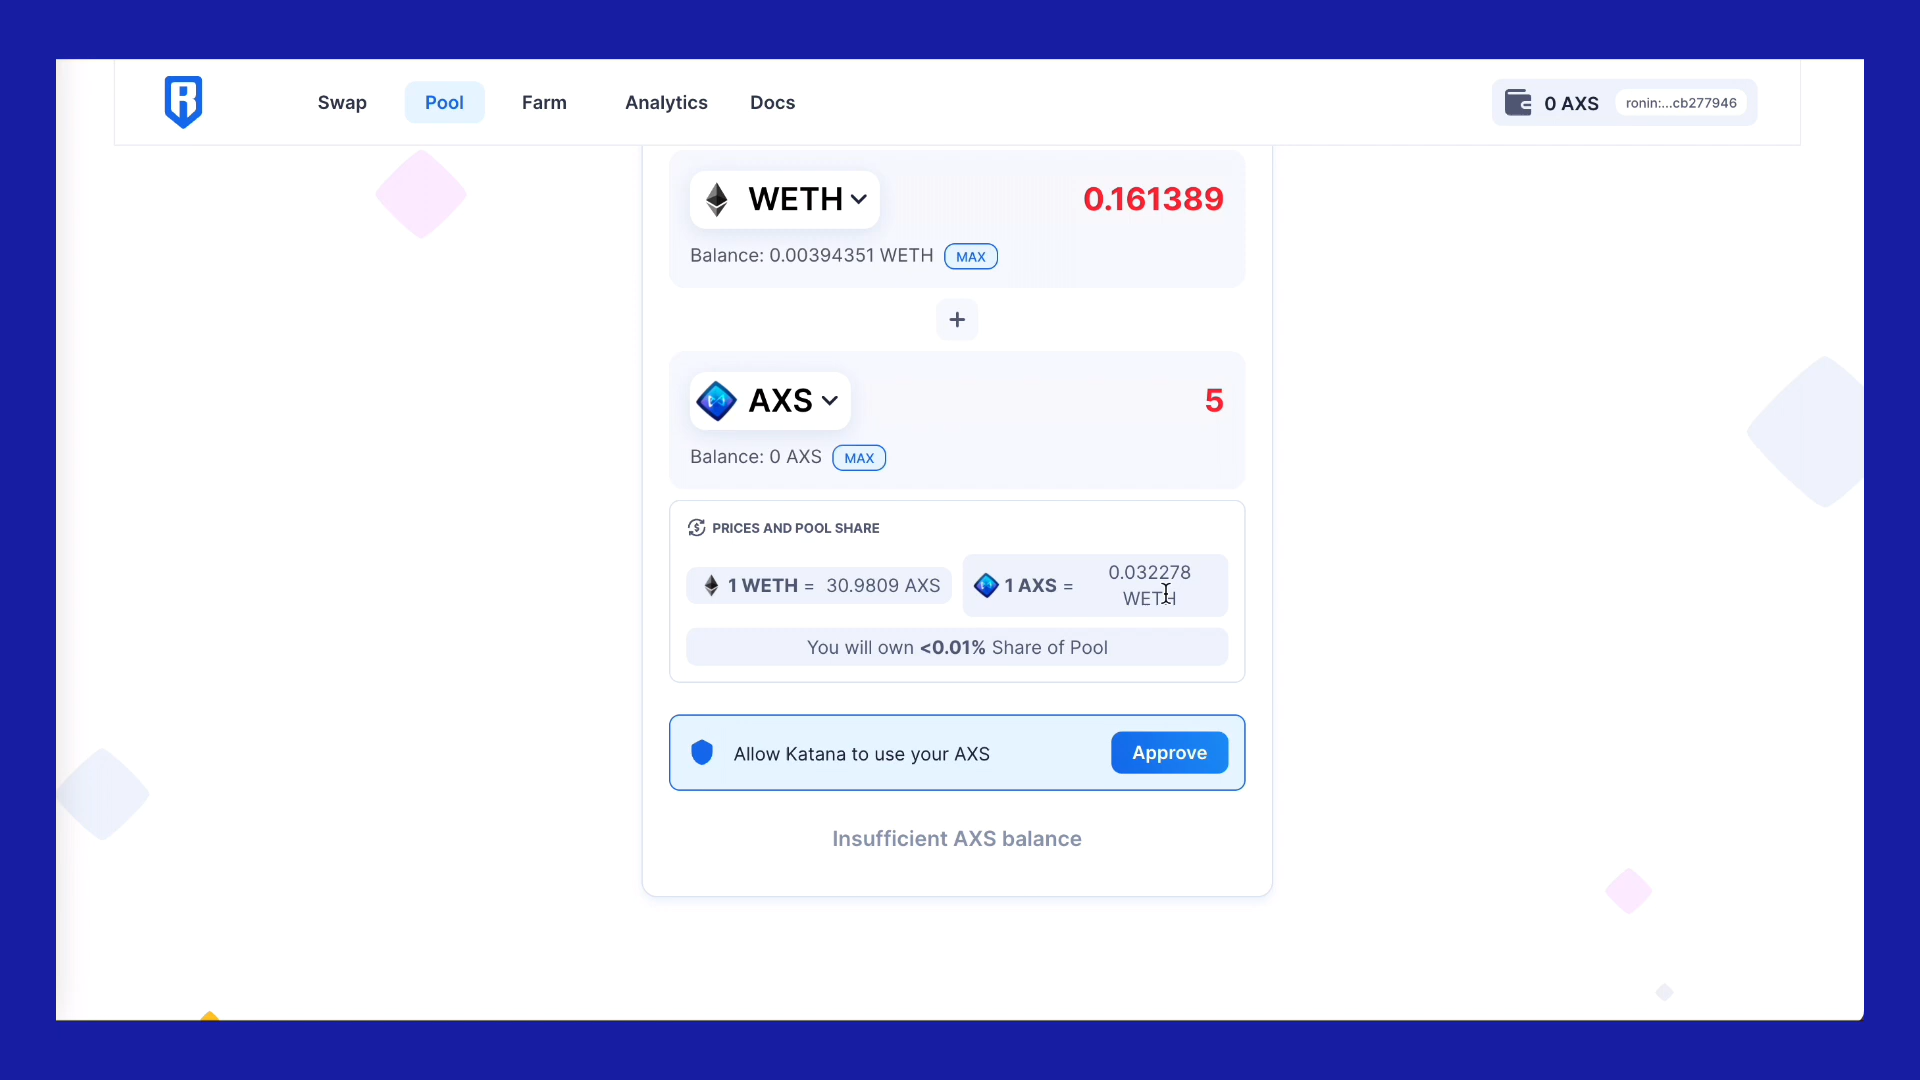 Swap Pool Farm Analytics Docs 0 AXS ronin:...cb277946
WETH 0.161389
Balance: 0.00394351 WETH MAX
+
AXS 5
Balance: 0 AXS MAX
PRICES AND POOL SHARE
1 WETH = 30.9809 AXS
1 AXS = 0.032278
WETH
You will own <0.01% Share of Pool
Allow Katana to use your AXS Approve
Insufficient AXS balance